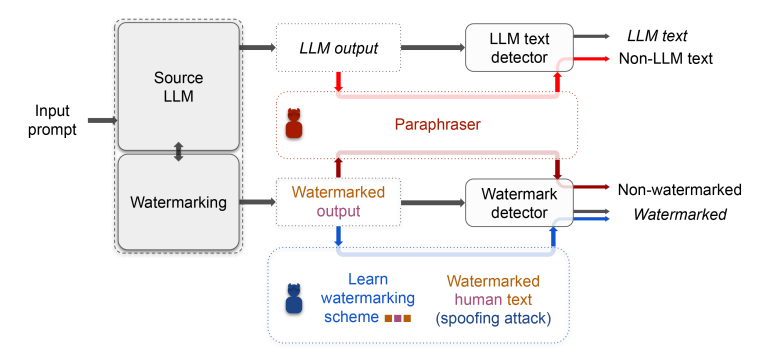 Input
prompt
Source
LLM
Watermarking
LLM output
LLM text
detector
LLM text
Non-LLM text
Paraphraser
Watermarked
output
Watermark
detector
Non-watermarked
Watermarked
Learn
watermarking
scheme
Watermarked
human text
(spoofing attack)